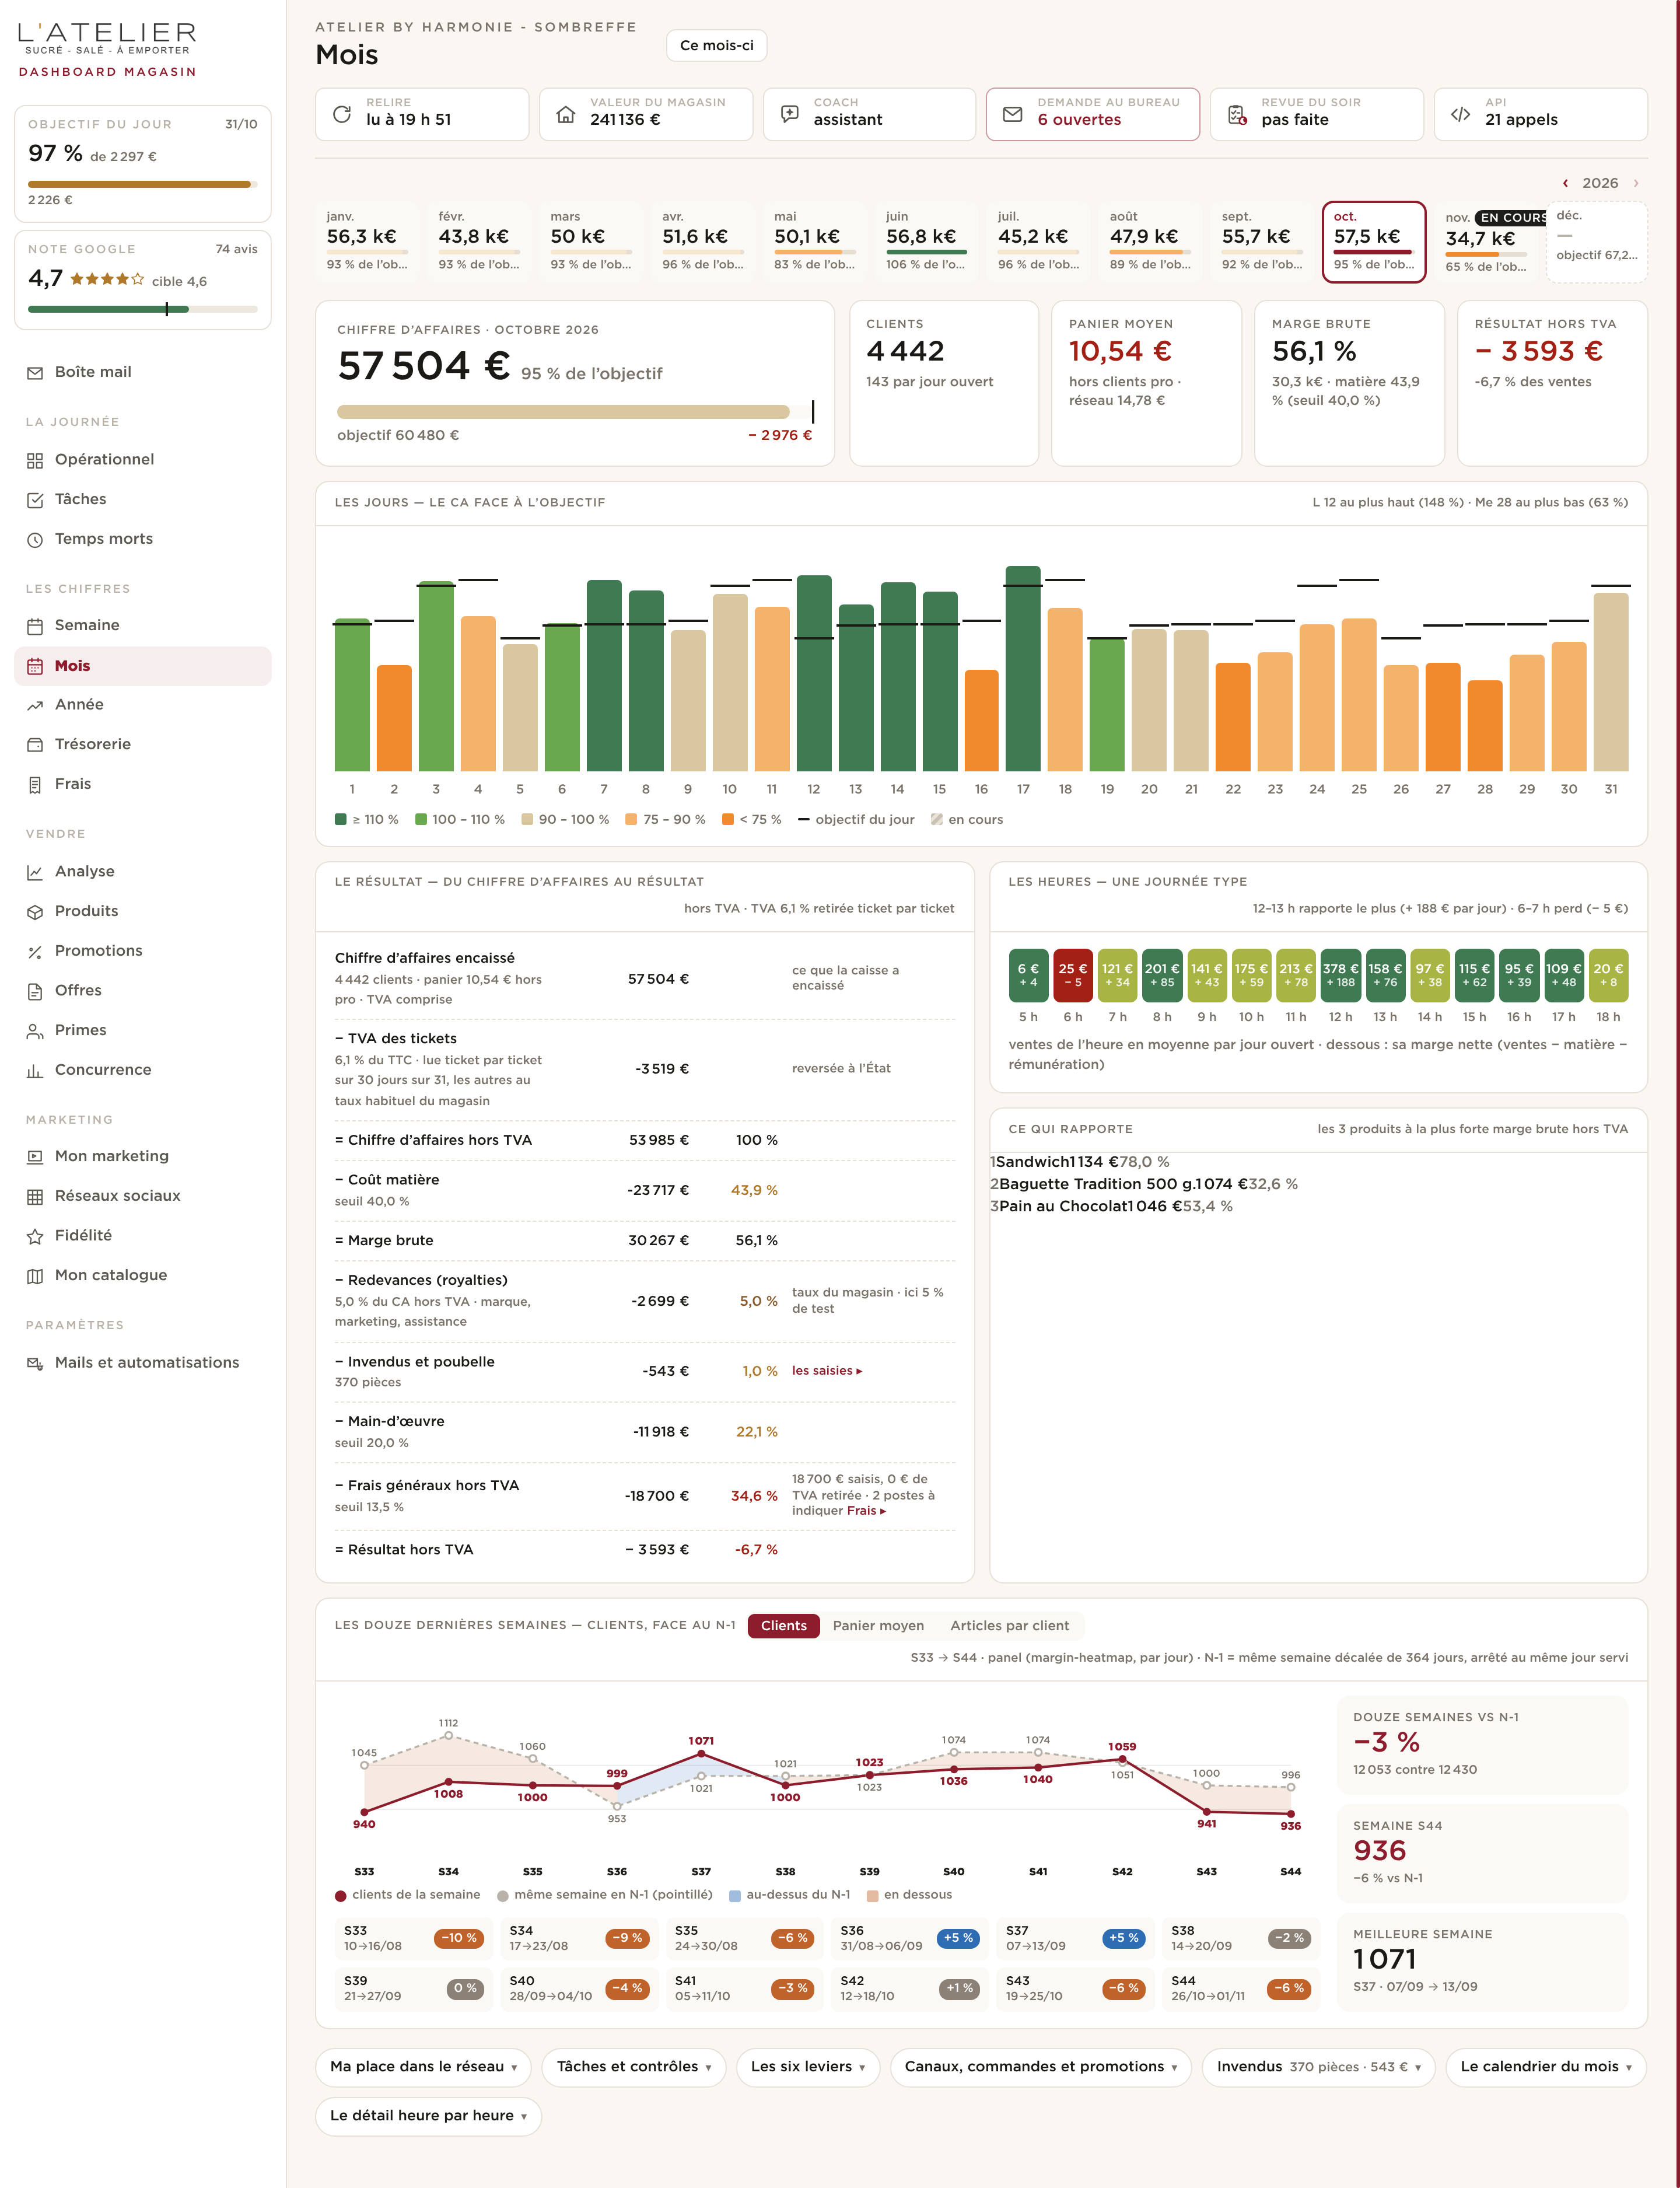 L'ATELIER
SUCRÉ - SALÉ - À EMPORTER
DASHBOARD MAGASIN
OBJECTIF DU JOUR 31/10
97 % de 2 297 €
2 226 €
NOTE GOOGLE 74 avis
4,7 ★★★★☆ cible 4,6
Boîte mail
LA JOURNÉE
Opérationnel
Tâches
Temps morts
LES CHIFFRES
Semaine
Mois
Année
Trésorerie
Frais
VENDRE
Analyse
Produits
Promotions
Offres
Primes
Concurrence
MARKETING
Mon marketing
Réseaux sociaux
Fidélité
Mon catalogue
PARAMÈTRES
Mails et automatisations
ATELIER BY HARMONIE - SOMBREFFE
Mois
Ce mois-ci
RELIRE
lu à 19 h 51
VALEUR DU MAGASIN
241 136 €
COACH
assistant
DEMANDE AU BUREAU
6 ouvertes
REVUE DU SOIR
pas faite
API
21 appels
‹ 2026 ›
janv.
56,3 k€
93 % de l'ob...
févr.
43,8 k€
93 % de l'ob...
mars
50 k€
93 % de l'ob...
avr.
51,6 k€
96 % de l'ob...
mai
50,1 k€
83 % de l'ob...
juin
56,8 k€
106 % de l'o...
juil.
45,2 k€
96 % de l'ob...
août
47,9 k€
89 % de l'ob...
sept.
55,7 k€
92 % de l'ob...
oct.
57,5 k€
95 % de l'ob...
nov. EN COURS
34,7 k€
65 % de l'ob...
déc.
—
objectif 67,2...
CHIFFRE D'AFFAIRES · OCTOBRE 2026
57 504 € 95 % de l'objectif
objectif 60 480 € − 2 976 €
CLIENTS
4 442
143 par jour ouvert
PANIER MOYEN
10,54 €
hors clients pro ·
réseau 14,78 €
MARGE BRUTE
56,1 %
30,3 k€ · matière 43,9
% (seuil 40,0 %)
RÉSULTAT HORS TVA
− 3 593 €
-6,7 % des ventes
LES JOURS — LE CA FACE À L'OBJECTIF L 12 au plus haut (148 %) · Me 28 au plus bas (63 %)
1 2 3 4 5 6 7 8 9 10 11 12 13 14 15 16 17 18 19 20 21 22 23 24 25 26 27 28 29 30 31
≥ 110 % 100 – 110 % 90 – 100 % 75 – 90 % < 75 % objectif du jour en cours
LE RÉSULTAT — DU CHIFFRE D'AFFAIRES AU RÉSULTAT
hors TVA · TVA 6,1 % retirée ticket par ticket
Chiffre d'affaires encaissé
4 442 clients · panier 10,54 € hors
pro · TVA comprise
57 504 €
ce que la caisse a
encaissé
− TVA des tickets
6,1 % du TTC · lue ticket par ticket
sur 30 jours sur 31, les autres au
taux habituel du magasin
-3 519 €
reversée à l'État
= Chiffre d'affaires hors TVA 53 985 € 100 %
− Coût matière
seuil 40,0 %
-23 717 € 43,9 %
= Marge brute 30 267 € 56,1 %
− Redevances (royalties)
5,0 % du CA hors TVA · marque,
marketing, assistance
-2 699 € 5,0 %
taux du magasin · ici 5 %
de test
− Invendus et poubelle
370 pièces
-543 € 1,0 % les saisies ▸
− Main-d'œuvre
seuil 20,0 %
-11 918 € 22,1 %
− Frais généraux hors TVA
seuil 13,5 %
-18 700 € 34,6 %
18 700 € saisis, 0 € de
TVA retirée · 2 postes à
indiquer Frais ▸
= Résultat hors TVA − 3 593 € -6,7 %
LES HEURES — UNE JOURNÉE TYPE
12–13 h rapporte le plus (+ 188 € par jour) · 6–7 h perd (− 5 €)
6 € 25 € 121 € 201 € 141 € 175 € 213 € 378 € 158 € 97 € 115 € 95 € 109 € 20 €
+ 4 − 5 + 34 + 85 + 43 + 59 + 78 + 188 + 76 + 38 + 62 + 39 + 48 + 8
5 h 6 h 7 h 8 h 9 h 10 h 11 h 12 h 13 h 14 h 15 h 16 h 17 h 18 h
ventes de l'heure en moyenne par jour ouvert · dessous : sa marge nette (ventes − matière −
rémunération)
CE QUI RAPPORTE les 3 produits à la plus forte marge brute hors TVA
1Sandwich1 134 €78,0 %
2Baguette Tradition 500 g.1 074 €32,6 %
3Pain au Chocolat1 046 €53,4 %
LES DOUZE DERNIÈRES SEMAINES — CLIENTS, FACE AU N-1 Clients Panier moyen Articles par client
S33 → S44 · panel (margin-heatmap, par jour) · N-1 = même semaine décalée de 364 jours, arrêté au même jour servi
1045 1112 1060 953 1021 1021 1023 1074 1074 1051 1000 996
940 1008 1000 999 1071 1000 1023 1036 1040 1059 941 936
S33 S34 S35 S36 S37 S38 S39 S40 S41 S42 S43 S44
clients de la semaine même semaine en N-1 (pointillé) au-dessus du N-1 en dessous
S33
10→16/08
−10 %
S34
17→23/08
−9 %
S35
24→30/08
−6 %
S36
31/08→06/09
+5 %
S37
07→13/09
+5 %
S38
14→20/09
−2 %
S39
21→27/09
0 %
S40
28/09→04/10
−4 %
S41
05→11/10
−3 %
S42
12→18/10
+1 %
S43
19→25/10
−6 %
S44
26/10→01/11
−6 %
DOUZE SEMAINES VS N-1
−3 %
12 053 contre 12 430
SEMAINE S44
936
−6 % vs N-1
MEILLEURE SEMAINE
1 071
S37 · 07/09 → 13/09
Ma place dans le réseau ▾ Tâches et contrôles ▾ Les six leviers ▾ Canaux, commandes et promotions ▾ Invendus 370 pièces · 543 € ▾ Le calendrier du mois ▾
Le détail heure par heure ▾